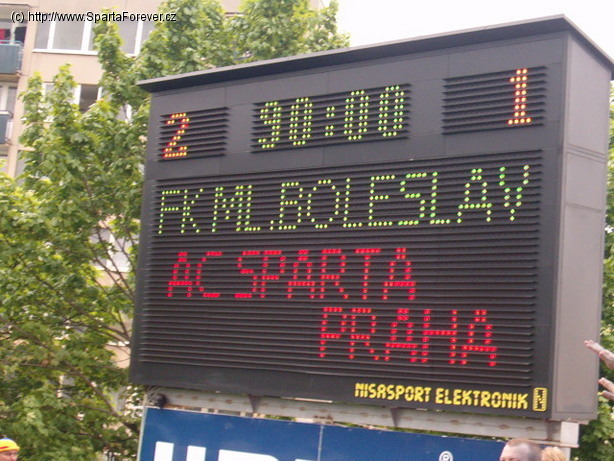 (c) http://www.SpartaForever.cz
2 90:00 1
FK ML.BOLESLAV
AC SPARTA
PRAHA
NISASPORT ELEKTRONIK